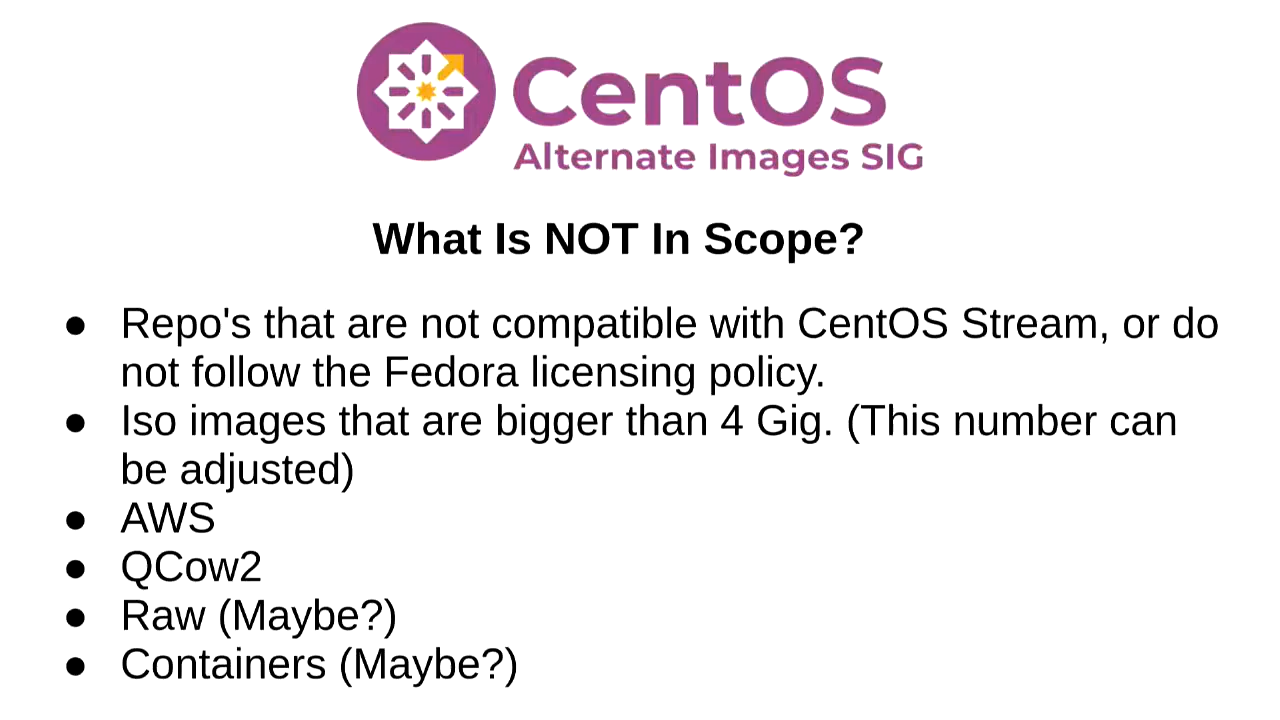 CentOS
Alternate Images SIG
What Is NOT In Scope?
● Repo's that are not compatible with CentOS Stream, or do
not follow the Fedora licensing policy.
● Iso images that are bigger than 4 Gig. (This number can
be adjusted)
● AWS
● QCow2
● Raw (Maybe?)
● Containers (Maybe?)